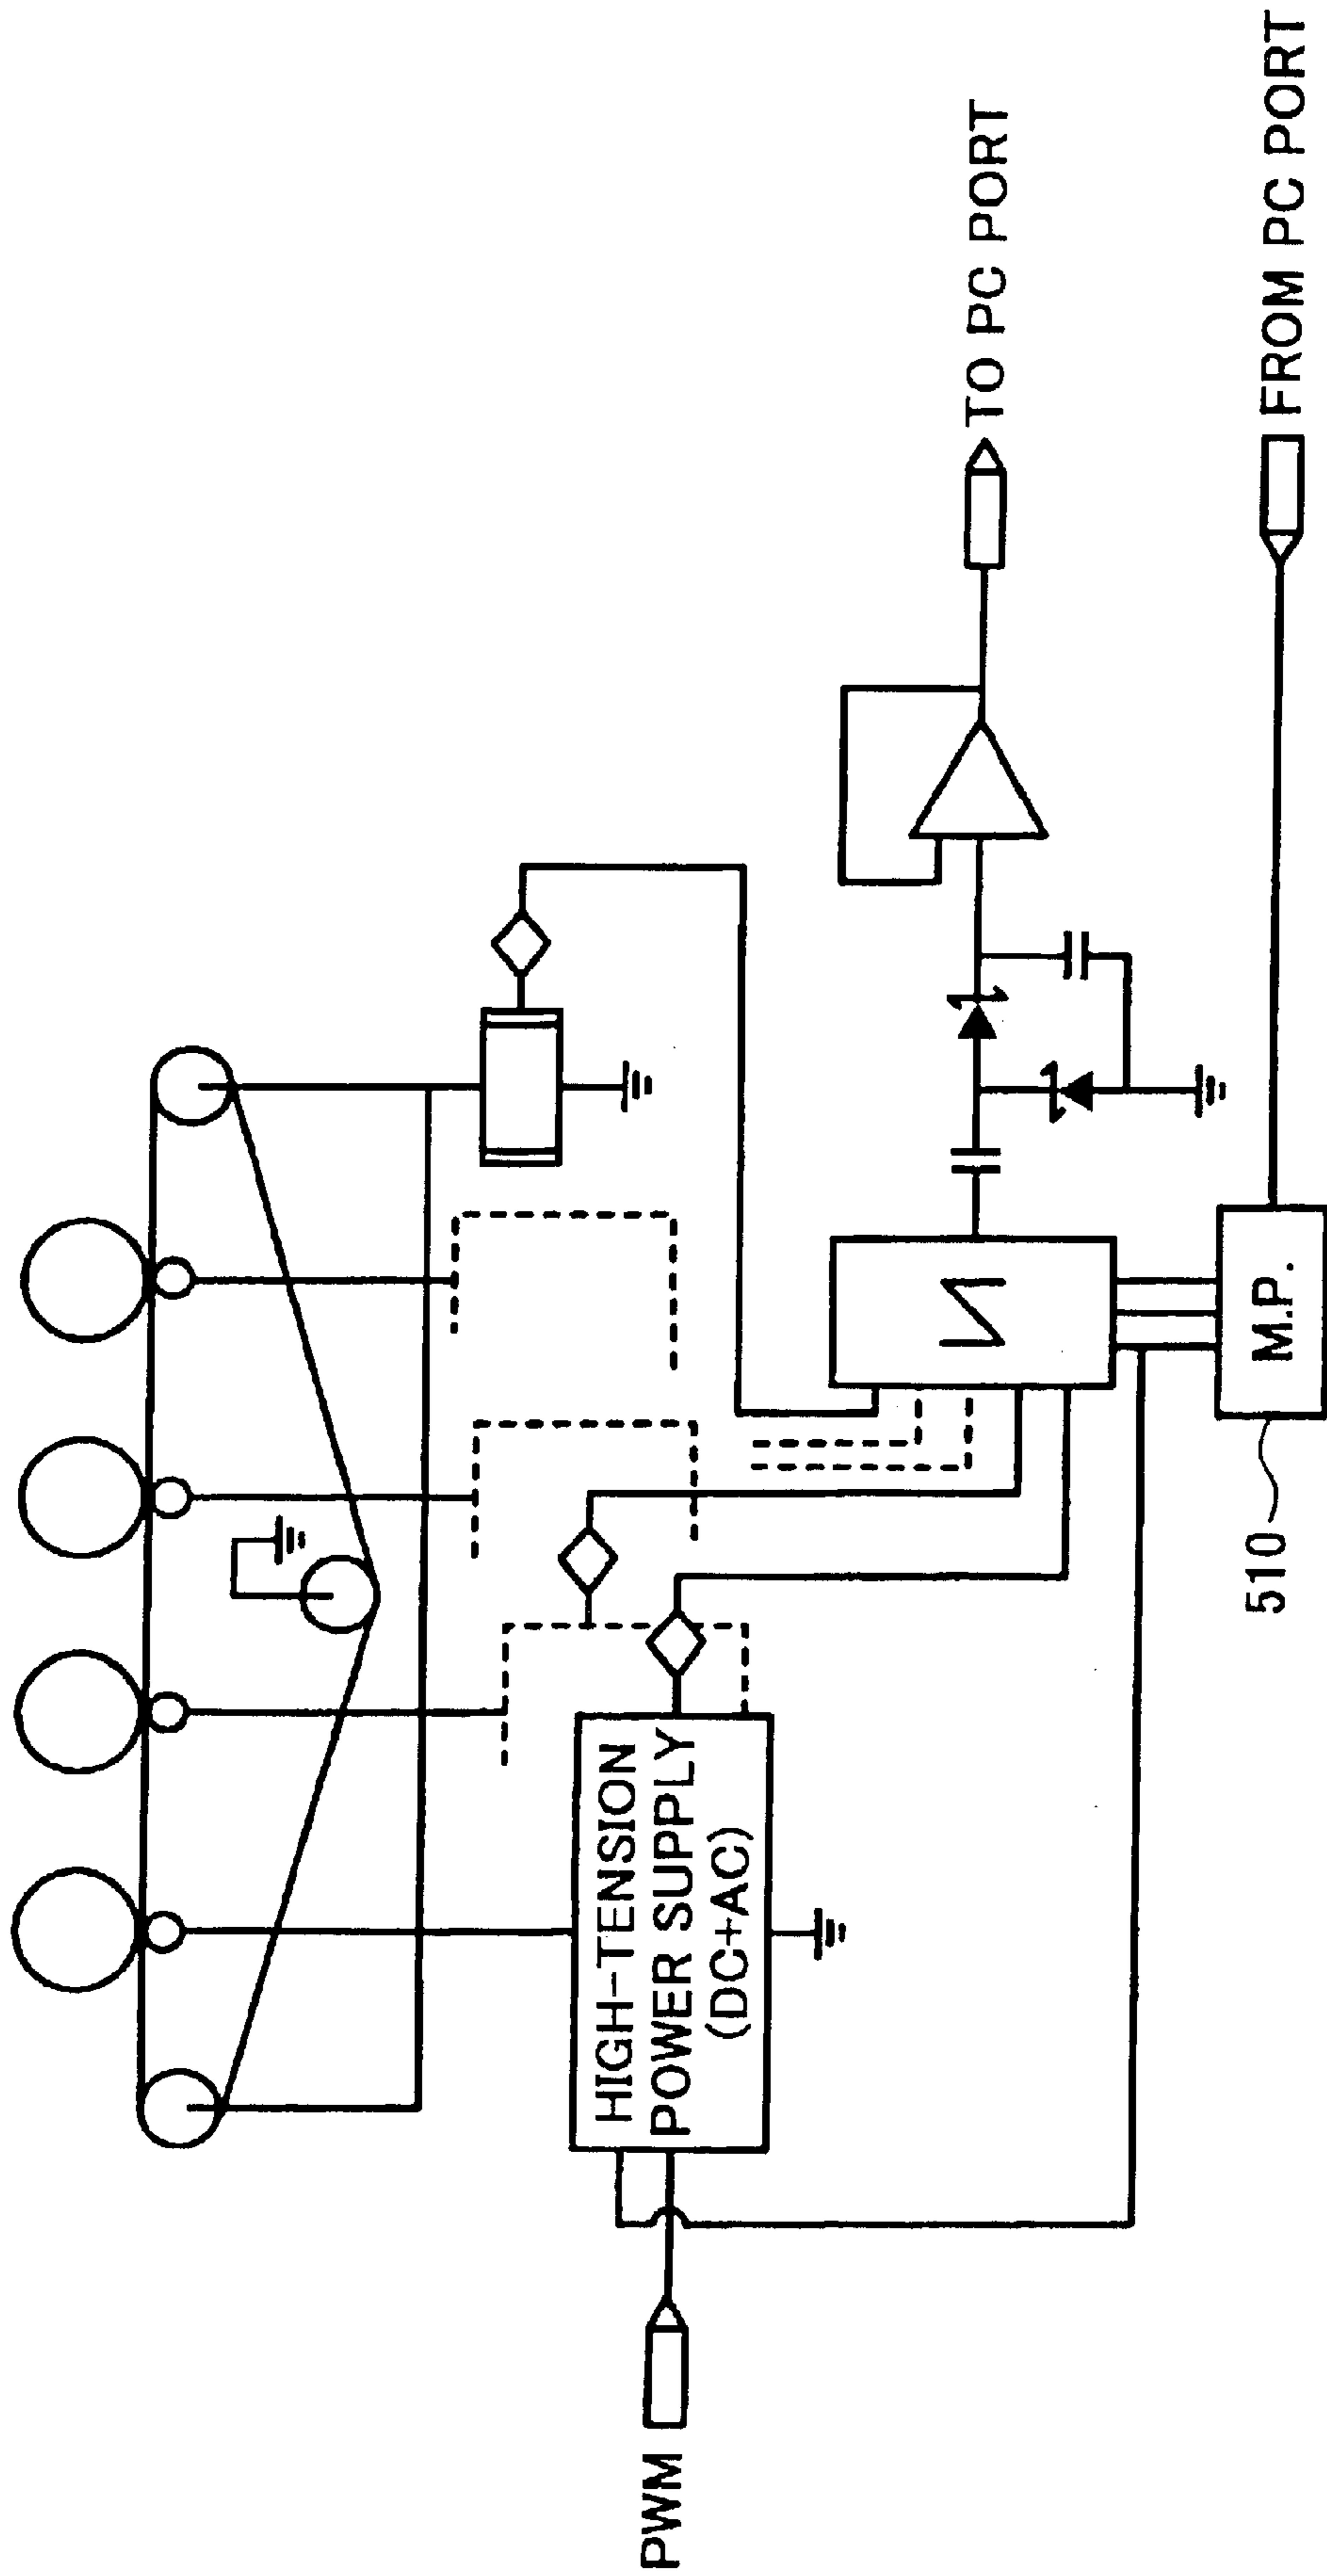 PWM
HIGH-TENSION
POWER SUPPLY
(DC+AC)
TO PC PORT
FROM PC PORT
M.P.
510